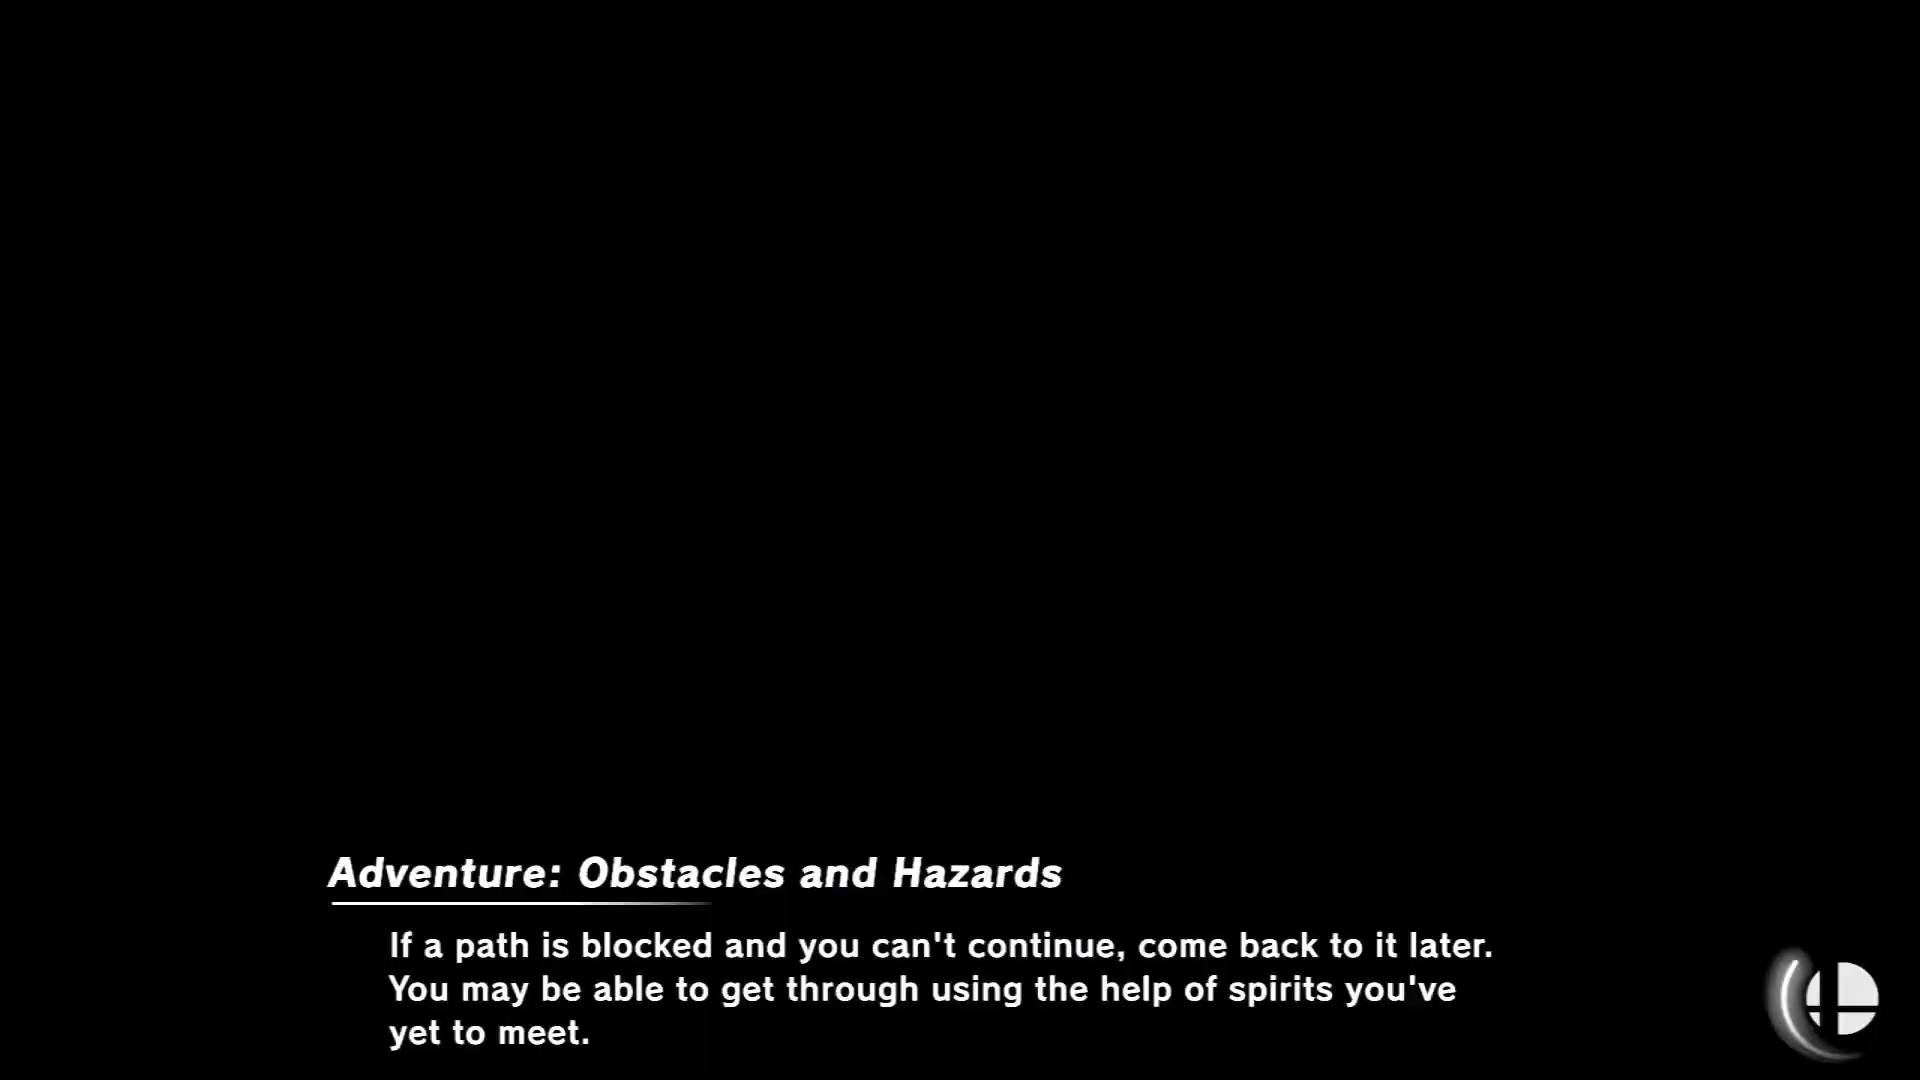 Adventure: Obstacles and Hazards
If a path is blocked and you can't continue, come back to it later.
You may be able to get through using the help of spirits you've
yet to meet.